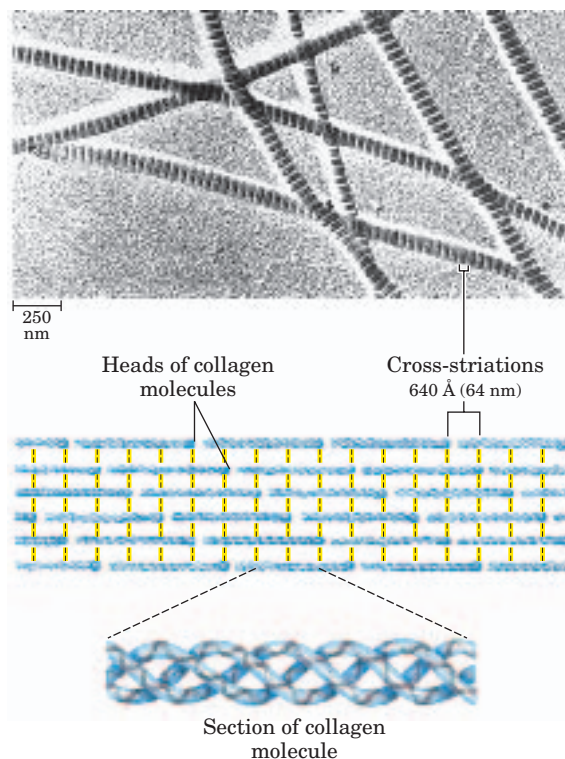 250
nm
Heads of collagen
molecules
Cross-striations
640 Å (64 nm)
Section of collagen
molecule